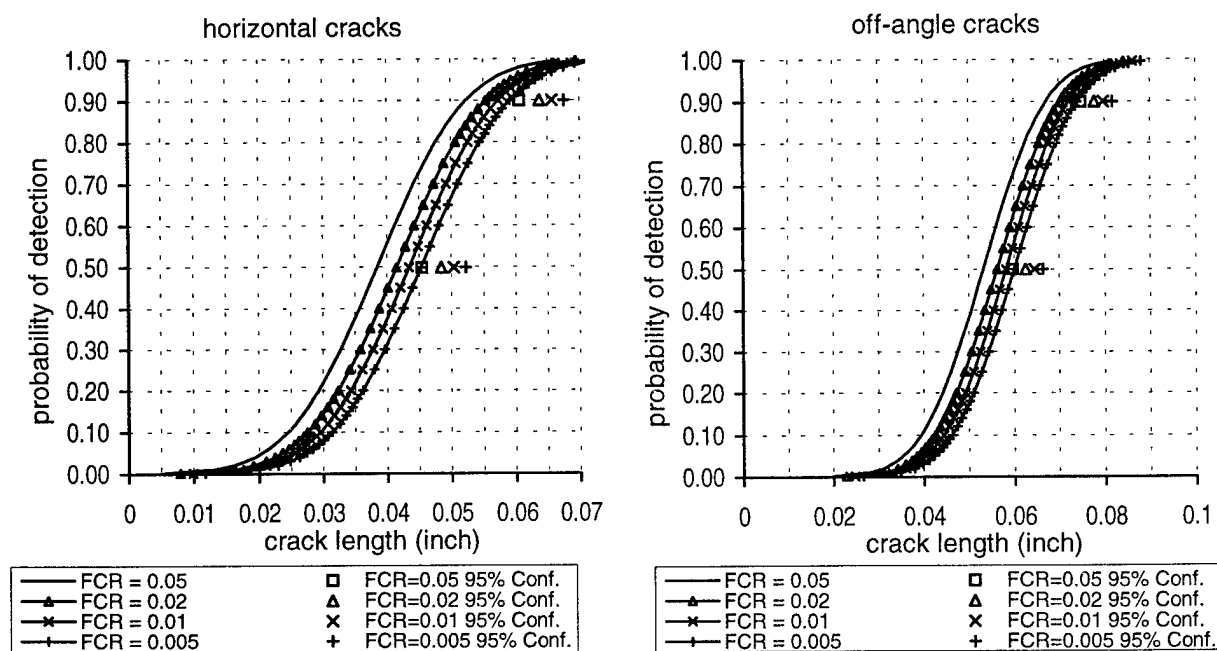 horizontal cracks
probability of detection
1.00
0.90
0.80
0.70
0.60
0.50
0.40
0.30
0.20
0.10
0.00
0 0.01 0.02 0.03 0.04 0.05 0.06 0.07
crack length (inch)
FCR = 0.05
FCR = 0.02
FCR = 0.01
FCR = 0.005
FCR=0.05 95% Conf.
FCR=0.02 95% Conf.
FCR=0.01 95% Conf.
FCR=0.005 95% Conf.
off-angle cracks
probability of detection
1.00
0.90
0.80
0.70
0.60
0.50
0.40
0.30
0.20
0.10
0.00
0 0.02 0.04 0.06 0.08 0.1
crack length (inch)
FCR = 0.05
FCR = 0.02
FCR = 0.01
FCR = 0.005
FCR=0.05 95% Conf.
FCR=0.02 95% Conf.
FCR=0.01 95% Conf.
FCR=0.005 95% Conf.